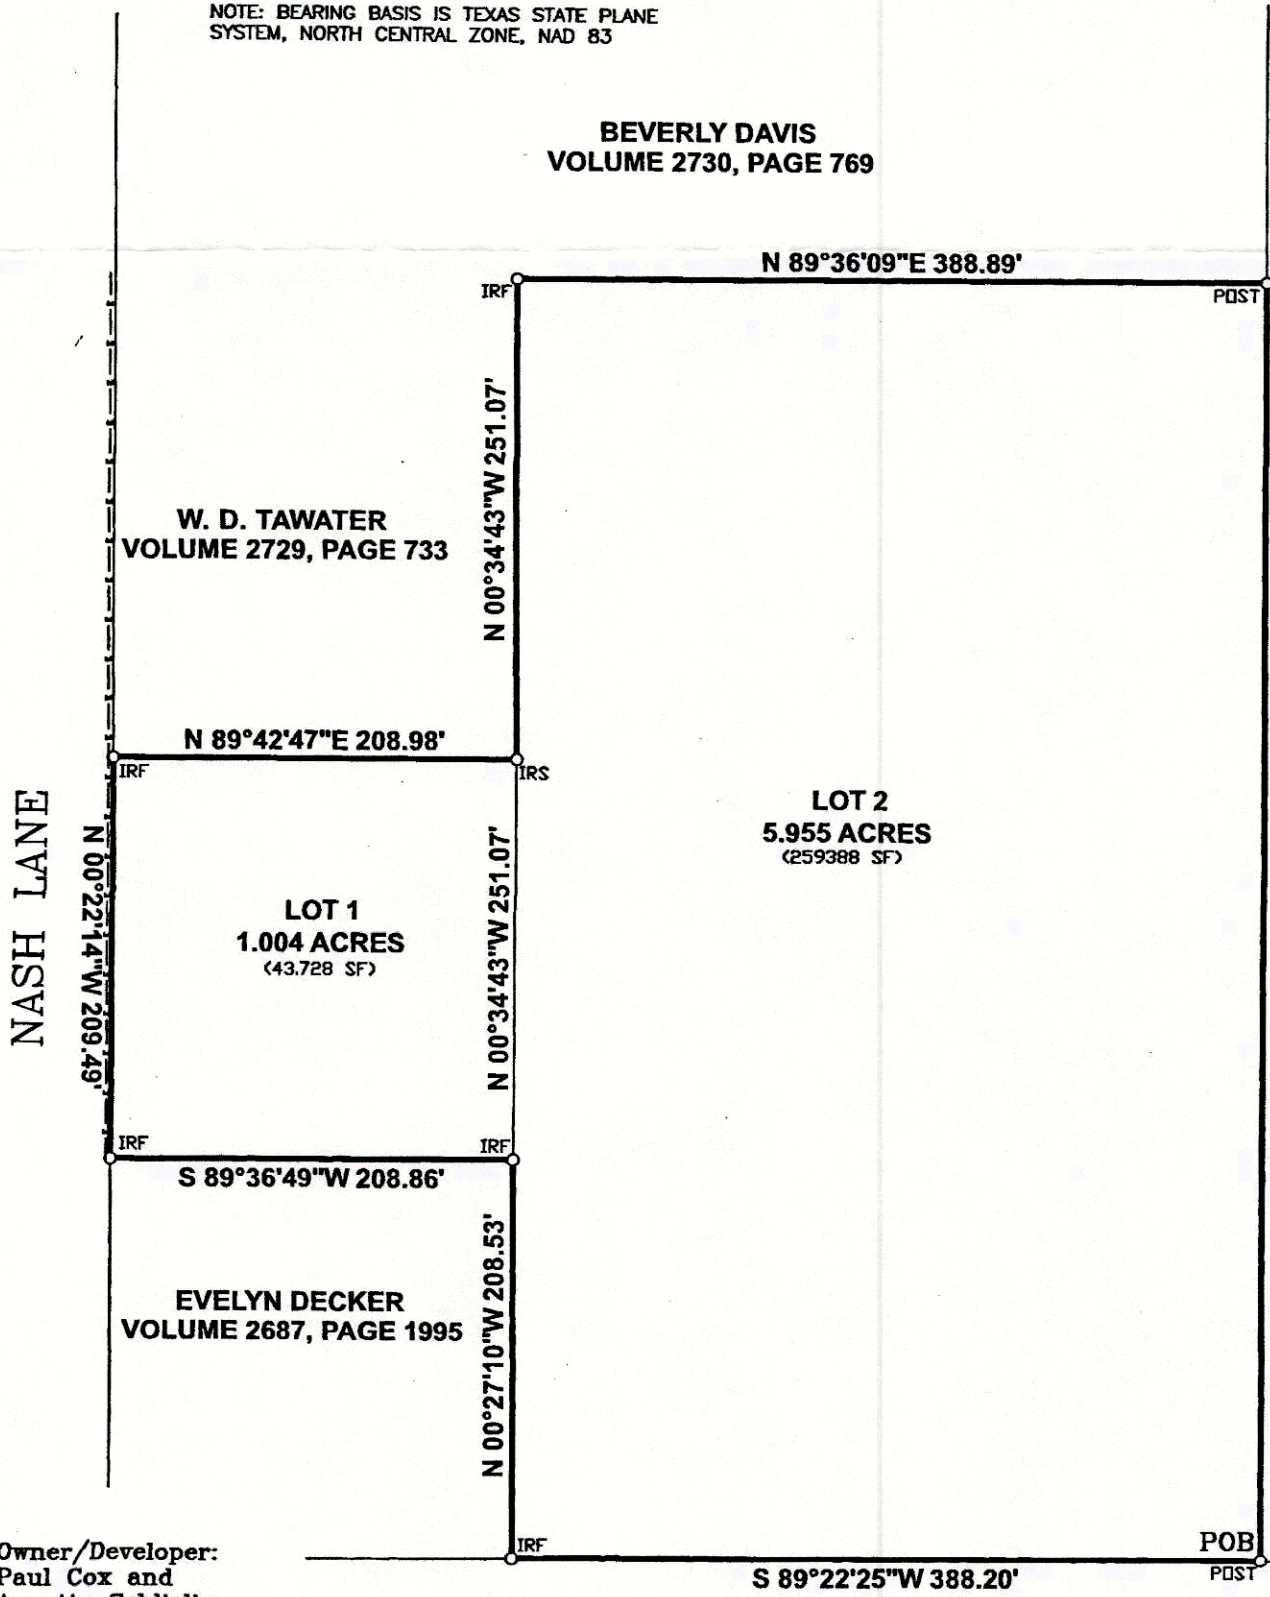 NOTE: BEARING BASIS IS TEXAS STATE PLANE
SYSTEM, NORTH CENTRAL ZONE, NAD 83
BEVERLY DAVIS
VOLUME 2730, PAGE 769
N 89°36'09"E 388.89'
IRF
POST
N 00°34'43"W 251.07'
W. D. TAWATER
VOLUME 2729, PAGE 733
N 89°42'47"E 208.98'
IRF
IRS
NASH LANE
N 00°22'14"W 209.49'
LOT 1
1.004 ACRES
(43.728 SF)
N 00°34'43"W 251.07'
LOT 2
5.955 ACRES
(259388 SF)
IRF
IRF
S 89°36'49"W 208.86'
EVELYN DECKER
VOLUME 2687, PAGE 1995
N 00°27'10"W 208.53'
IRF
POB
POST
S 89°22'25"W 388.20'
Owner/Developer:
Paul Cox and